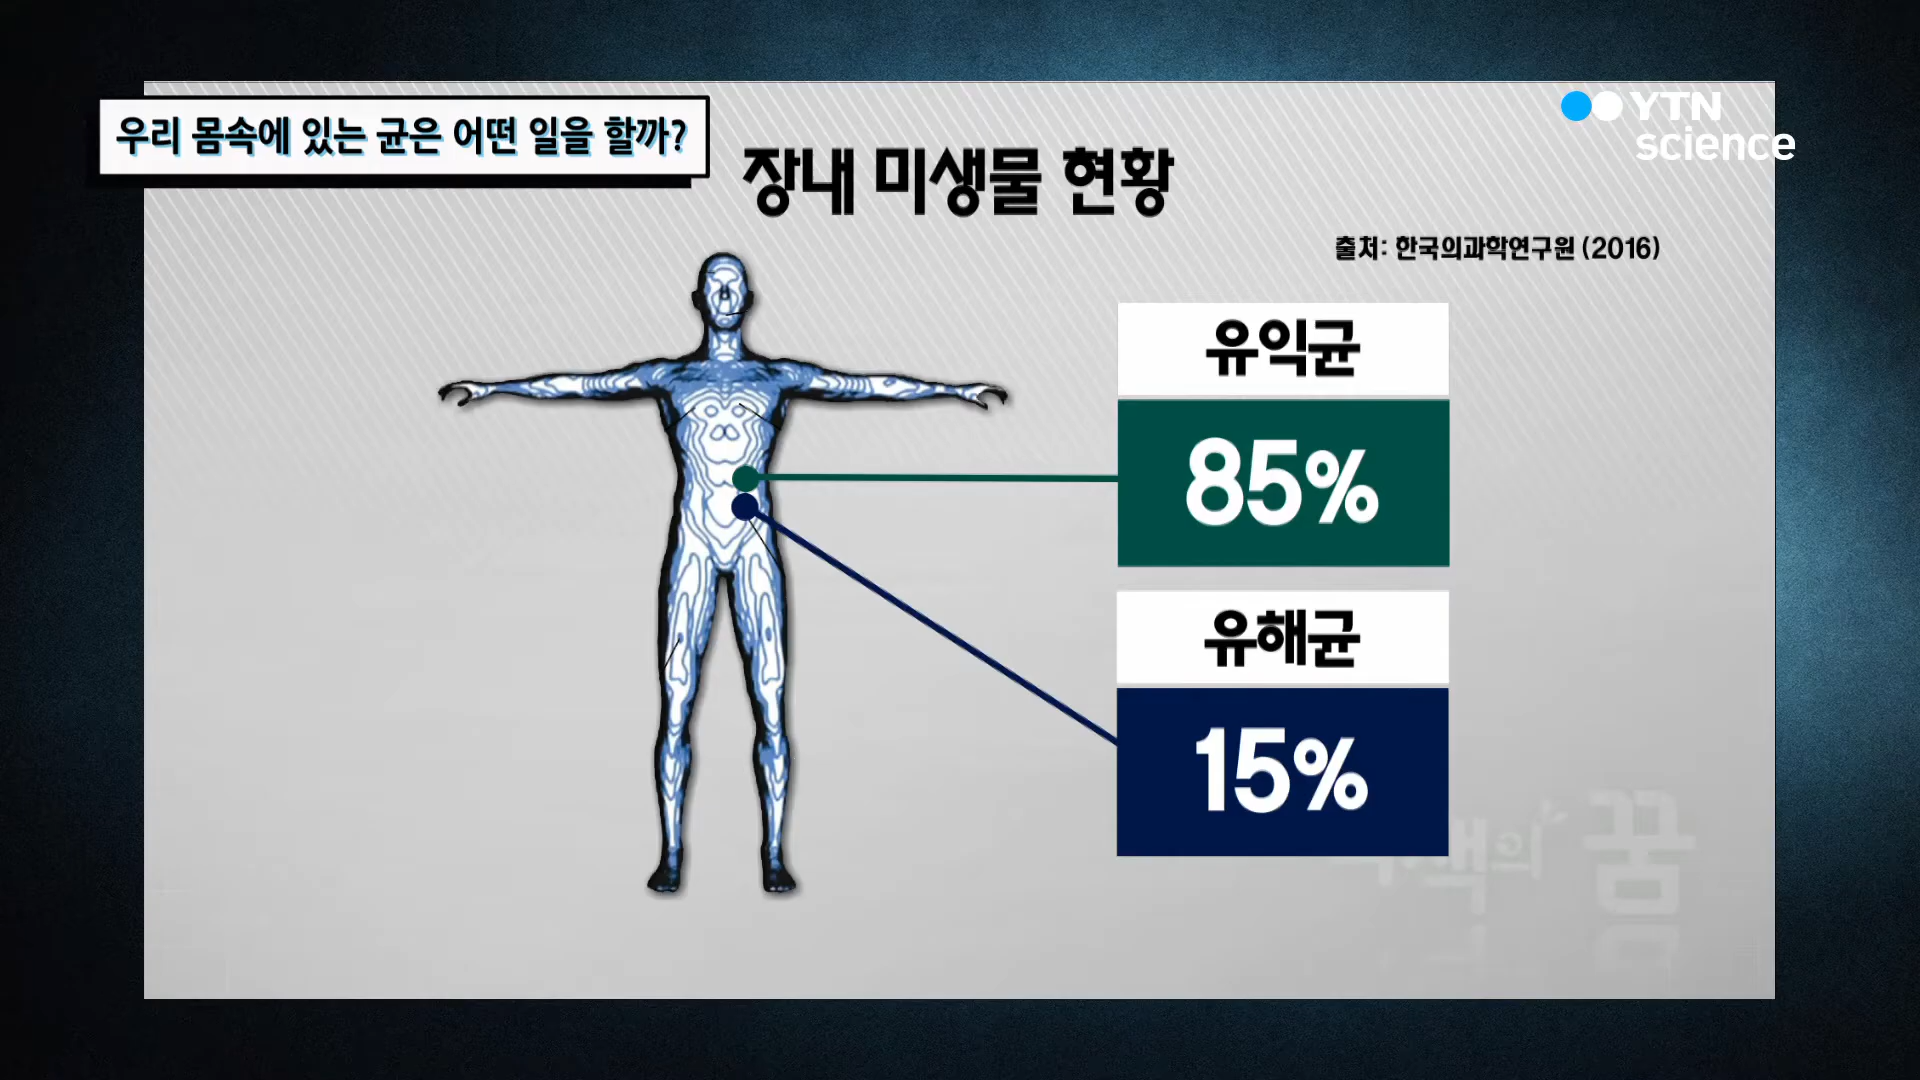 우리 몸속에 있는 균은 어떤 일을 할까?
YTN
science
장내 미생물 현황
출처: 한국의과학연구원 (2016)
유익균
85%
유해균
15%
꿈